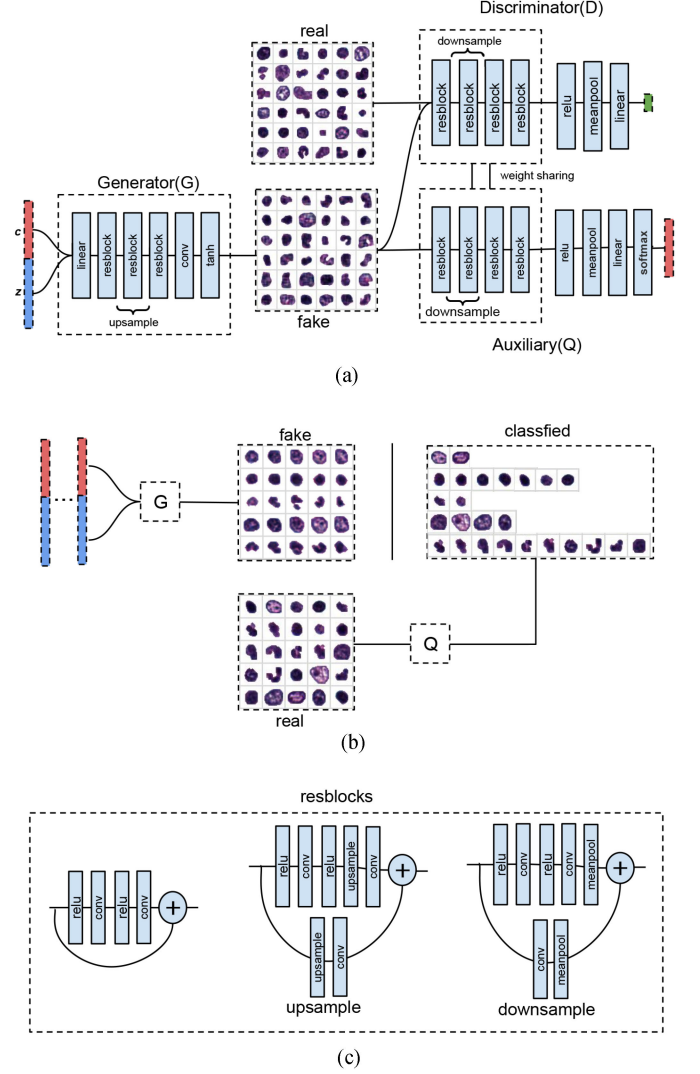 Discriminator(D)
real
downsample
resblock
resblock
resblock
resblock
relu
meanpool
linear
weight sharing
Generator(G)
c
z
linear
resblock
resblock
resblock
conv
tanh
upsample
fake
resblock
resblock
resblock
resblock
downsample
relu
meanpool
linear
softmax
Auxiliary(Q)
(a)
fake
classfied
G
Q
real
(b)
resblocks
relu
conv
relu
conv
+
relu
conv
relu
upsample
conv
+
upsample
conv
upsample
relu
conv
relu
conv
meanpool
+
conv
meanpool
downsample
(c)